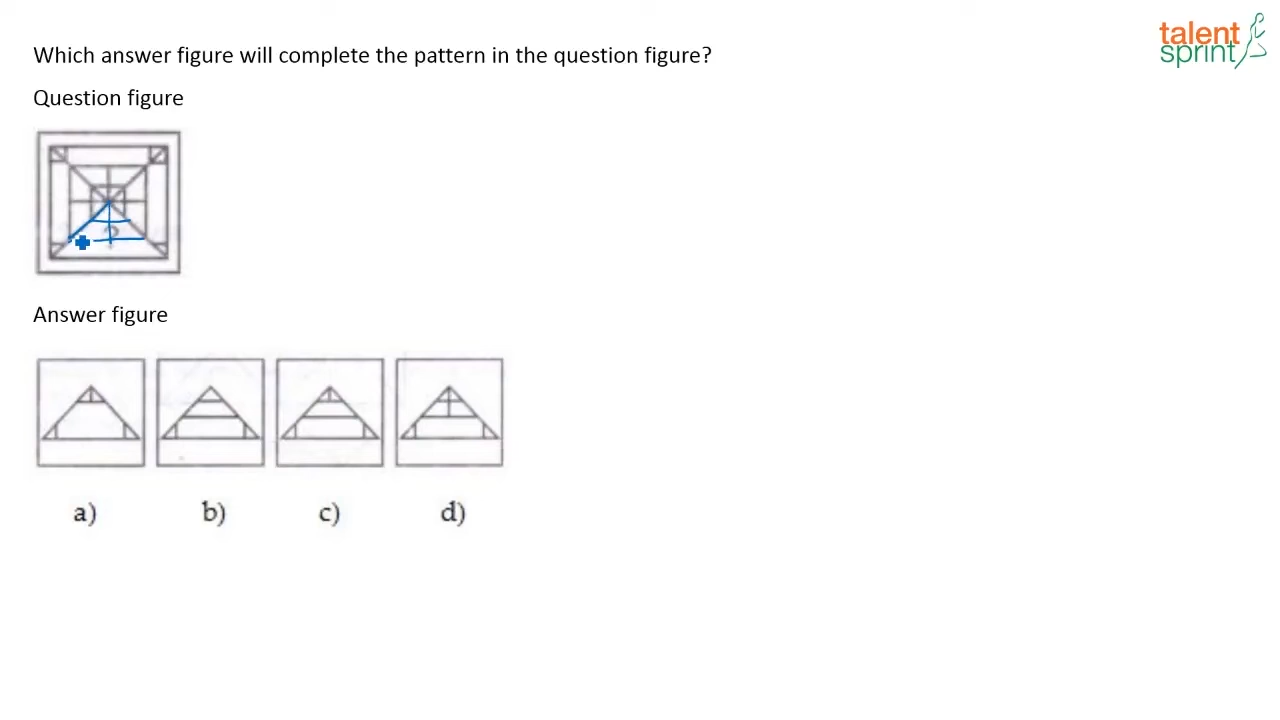 talent
sprint
Which answer figure will complete the pattern in the question figure?
Question figure
?
Answer figure
a) b) c) d)